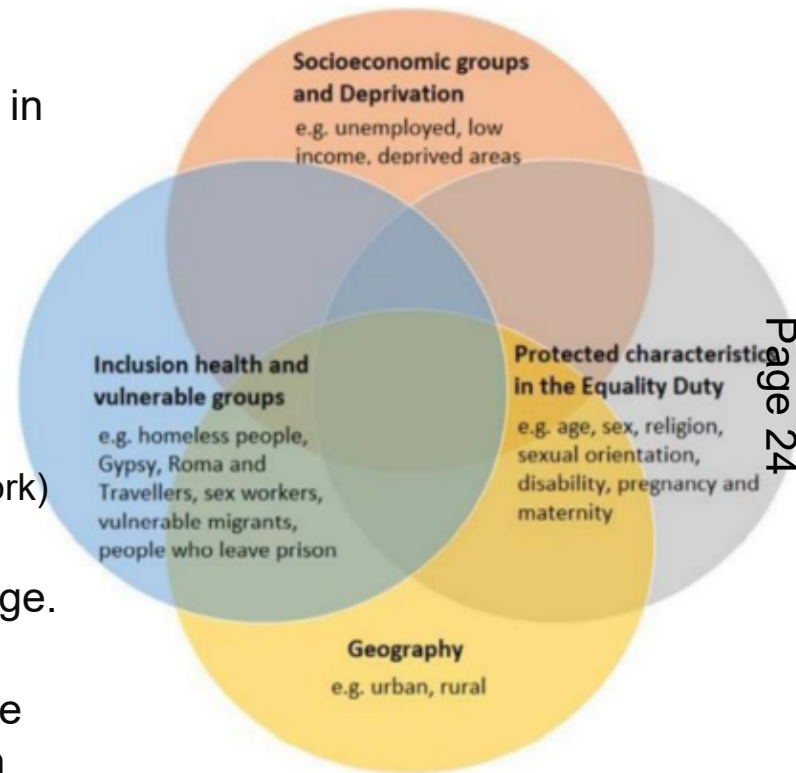 in
ork)
ge.
e
Socioeconomic groups
and Deprivation
e.g. unemployed, low
income, deprived areas
Inclusion health and
vulnerable groups
e.g. homeless people,
Gypsy, Roma and
Travellers, sex workers,
vulnerable migrants,
people who leave prison
Protected characteristics
in the Equality Duty
e.g. age, sex, religion,
sexual orientation,
disability, pregnancy and
maternity
Geography
e.g. urban, rural
Page 24